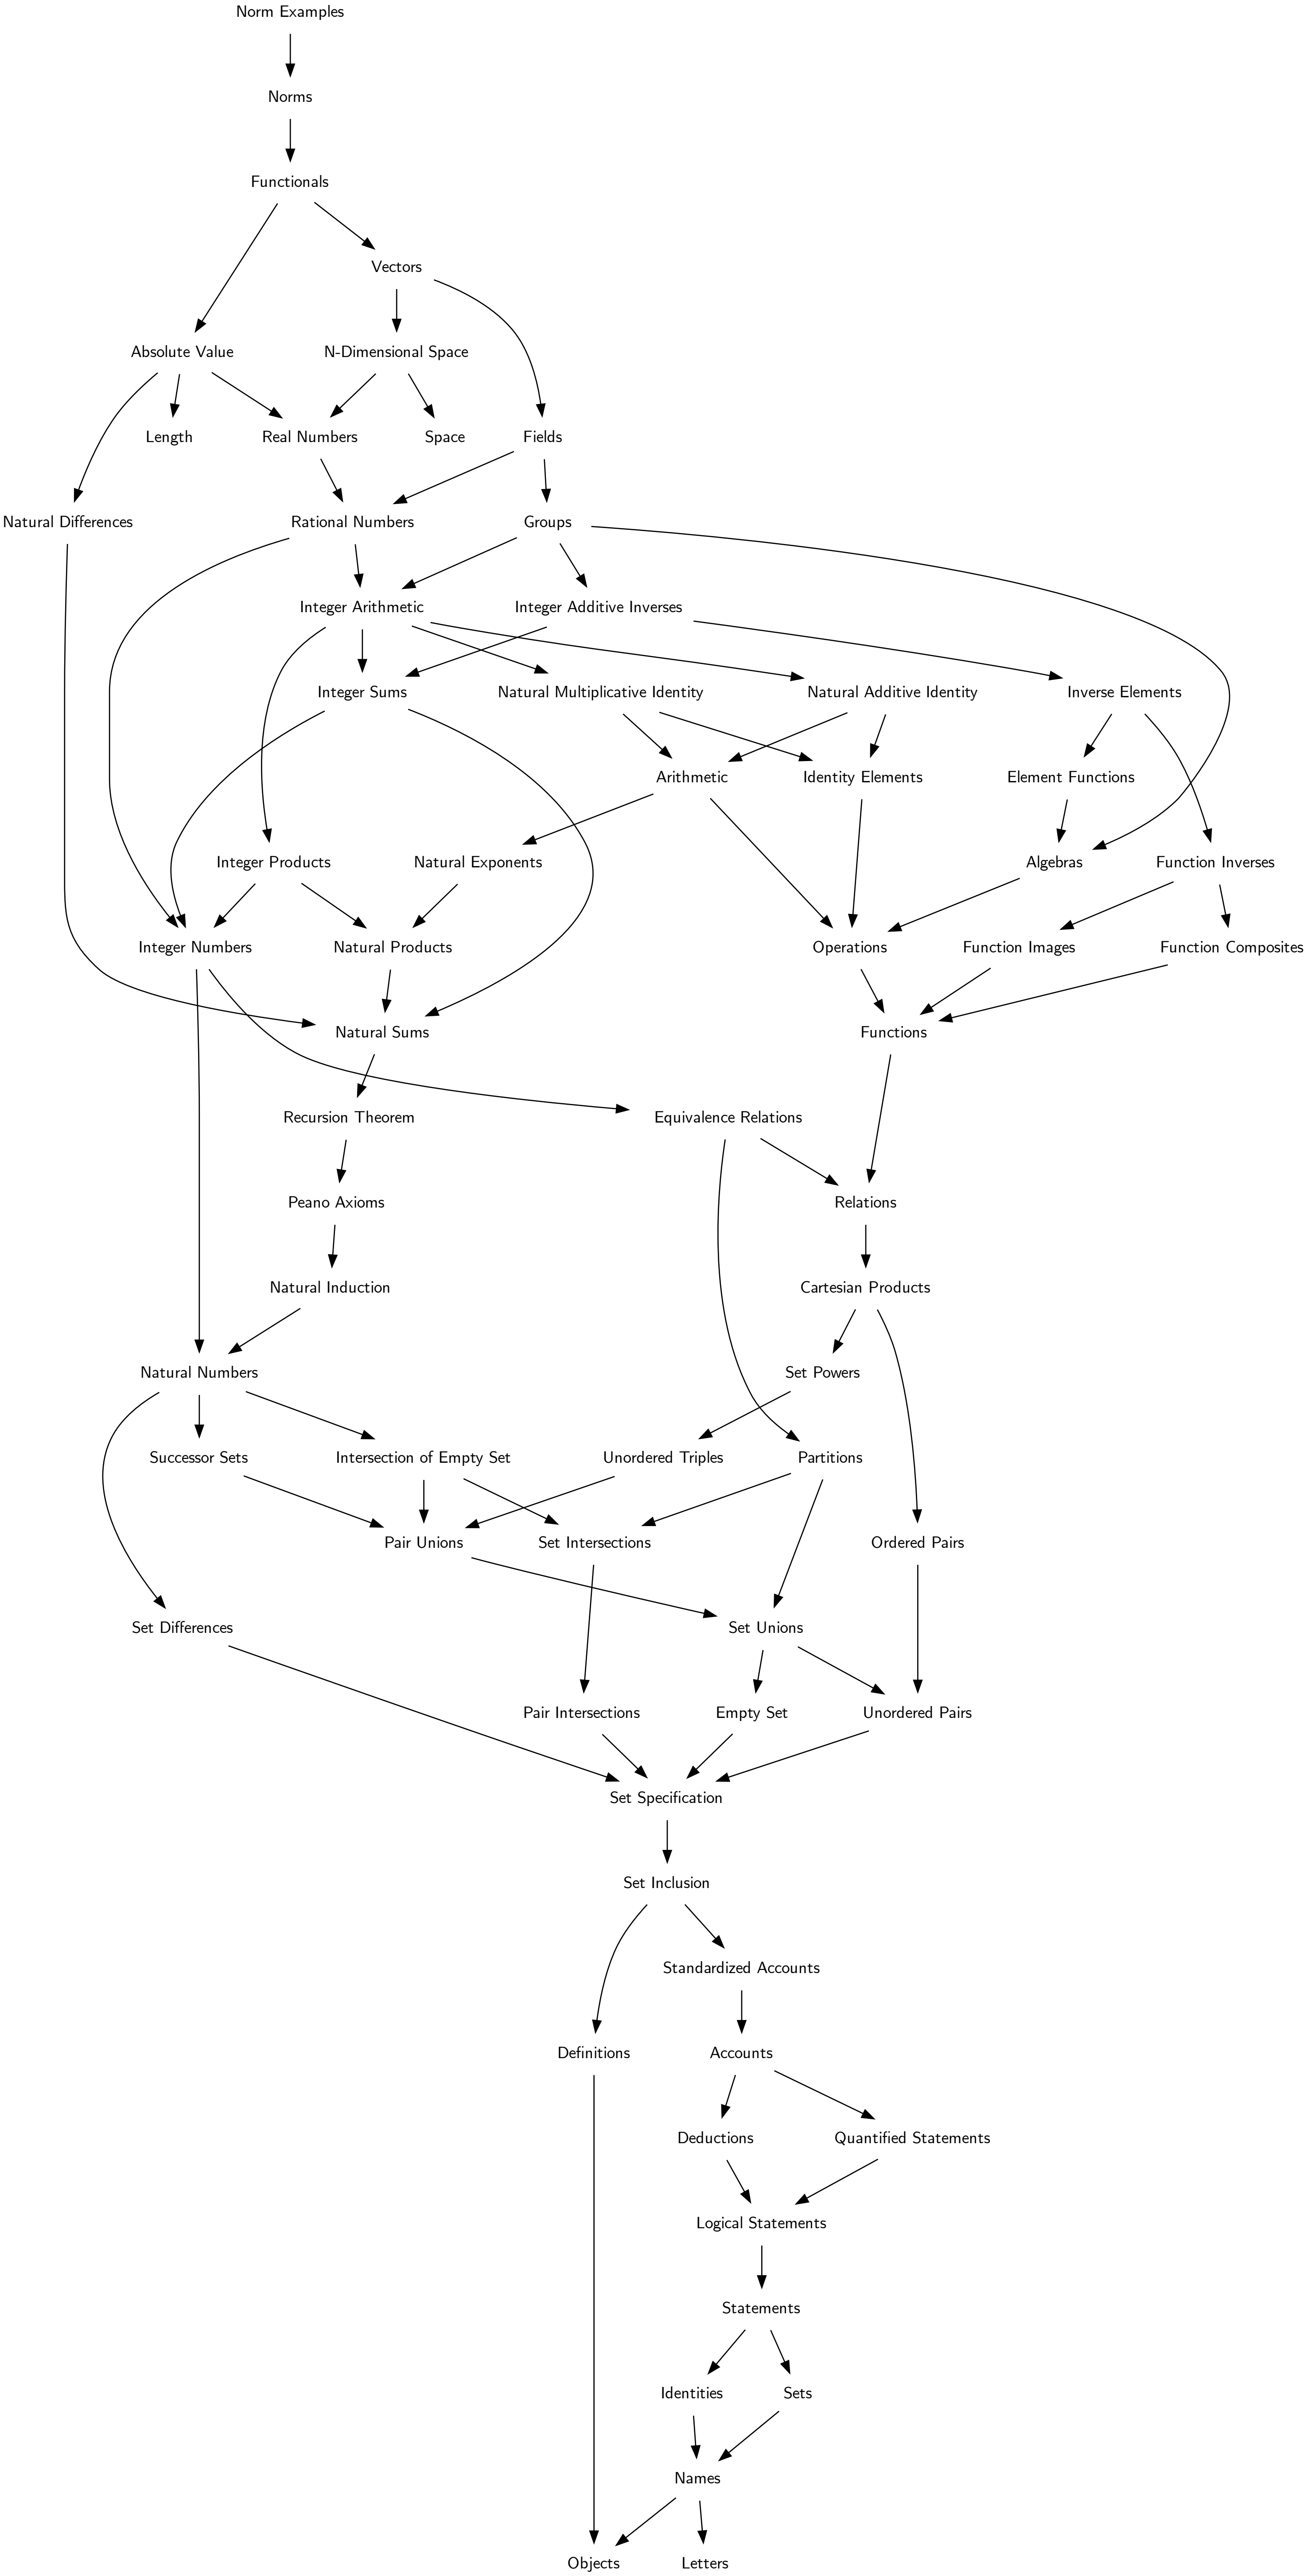 Norm Examples
Norms
Functionals
Vectors
Absolute Value
N-Dimensional Space
Length
Real Numbers
Space
Fields
Natural Differences
Rational Numbers
Groups
Integer Arithmetic
Integer Additive Inverses
Integer Sums
Natural Multiplicative Identity
Natural Additive Identity
Inverse Elements
Arithmetic
Identity Elements
Element Functions
Integer Products
Natural Exponents
Algebras
Function Inverses
Integer Numbers
Natural Products
Operations
Function Images
Function Composites
Natural Sums
Functions
Recursion Theorem
Equivalence Relations
Peano Axioms
Relations
Natural Induction
Cartesian Products
Natural Numbers
Set Powers
Successor Sets
Intersection of Empty Set
Unordered Triples
Partitions
Pair Unions
Set Intersections
Ordered Pairs
Set Differences
Set Unions
Pair Intersections
Empty Set
Unordered Pairs
Set Specification
Set Inclusion
Standardized Accounts
Definitions
Accounts
Deductions
Quantified Statements
Logical Statements
Statements
Identities
Sets
Names
Objects
Letters